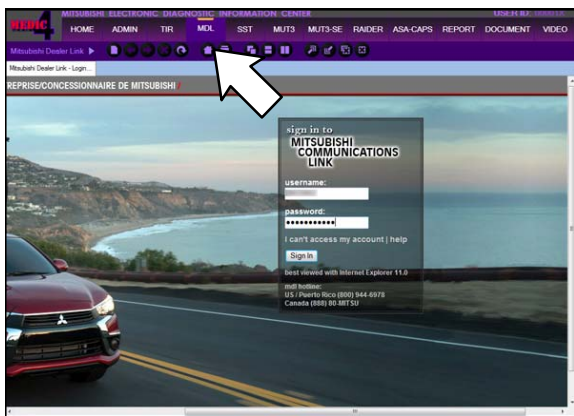 MITSUBISHI ELECTRONIC DIAGNOSTIC INFORMATION CENTER USER ID:
MEDIC 4 HOME ADMIN TIR MDL SST MUT3 MUT3-SE RAIDER ASA-CAPS REPORT DOCUMENT VIDEO
Mitsubishi Dealer Link
Mitsubishi Dealer Link - Login...
REPRISE/CONCESSIONNAIRE DE MITSUBISHI /
sign in to
MITSUBISHI
COMMUNICATIONS
LINK
username:
password:
I can't access my account | help
Sign In
best viewed with Internet Explorer 11.0
mdl hotline:
US / Puerto Rico (800) 944-6978
Canada (888) 80-MITSU